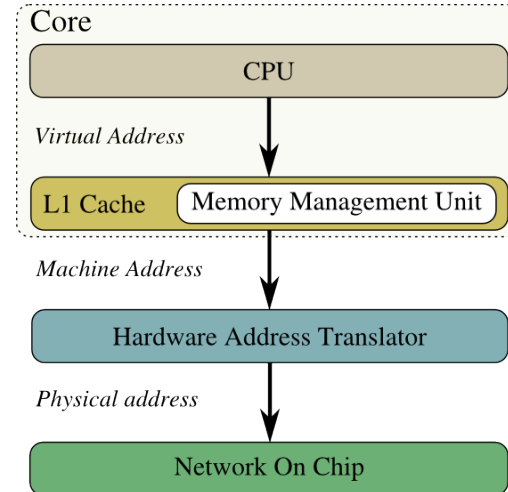 Core
CPU
Virtual Address
L1 Cache
Memory Management Unit
Machine Address
Hardware Address Translator
Physical address
Network On Chip